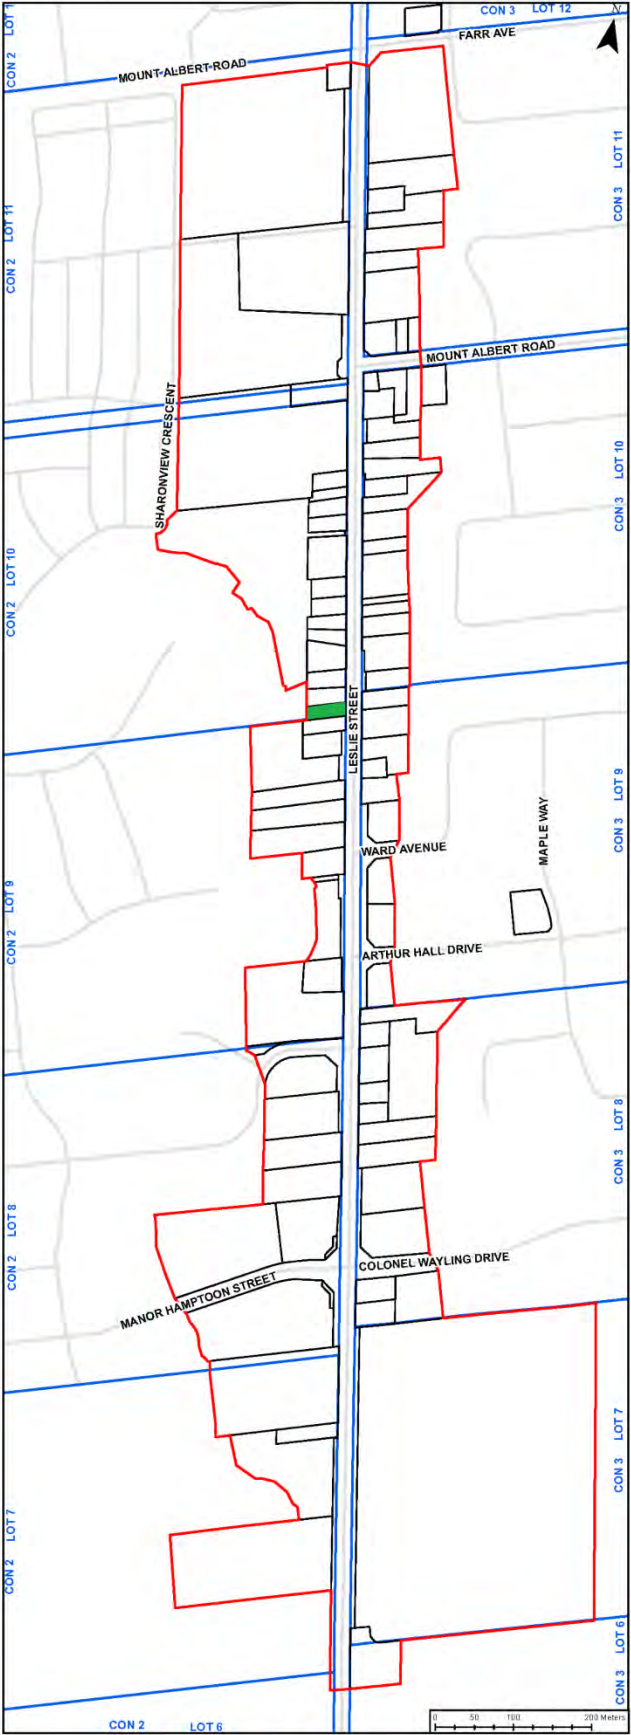 CON 3 LOT 12
N
LOT 1
FARR AVE
CON 2
MOUNT ALBERT ROAD
LOT 11
CON 3
LOT 11
CON 2
MOUNT ALBERT ROAD
SHARONVIEW CRESCENT
LOT 10
CON 3
LOT 10
CON 2
LESLIE STREET
LOT 9
CON 3
MAPLE WAY
WARD AVENUE
LOT 9
CON 2
ARTHUR HALL DRIVE
LOT 8
CON 3
LOT 8
CON 2
COLONEL WAYLING DRIVE
MANOR HAMPTOON STREET
LOT 7
CON 3
LOT 7
CON 2
LOT 6
CON 3
0 50 100 200 Meters
CON 2 LOT 6